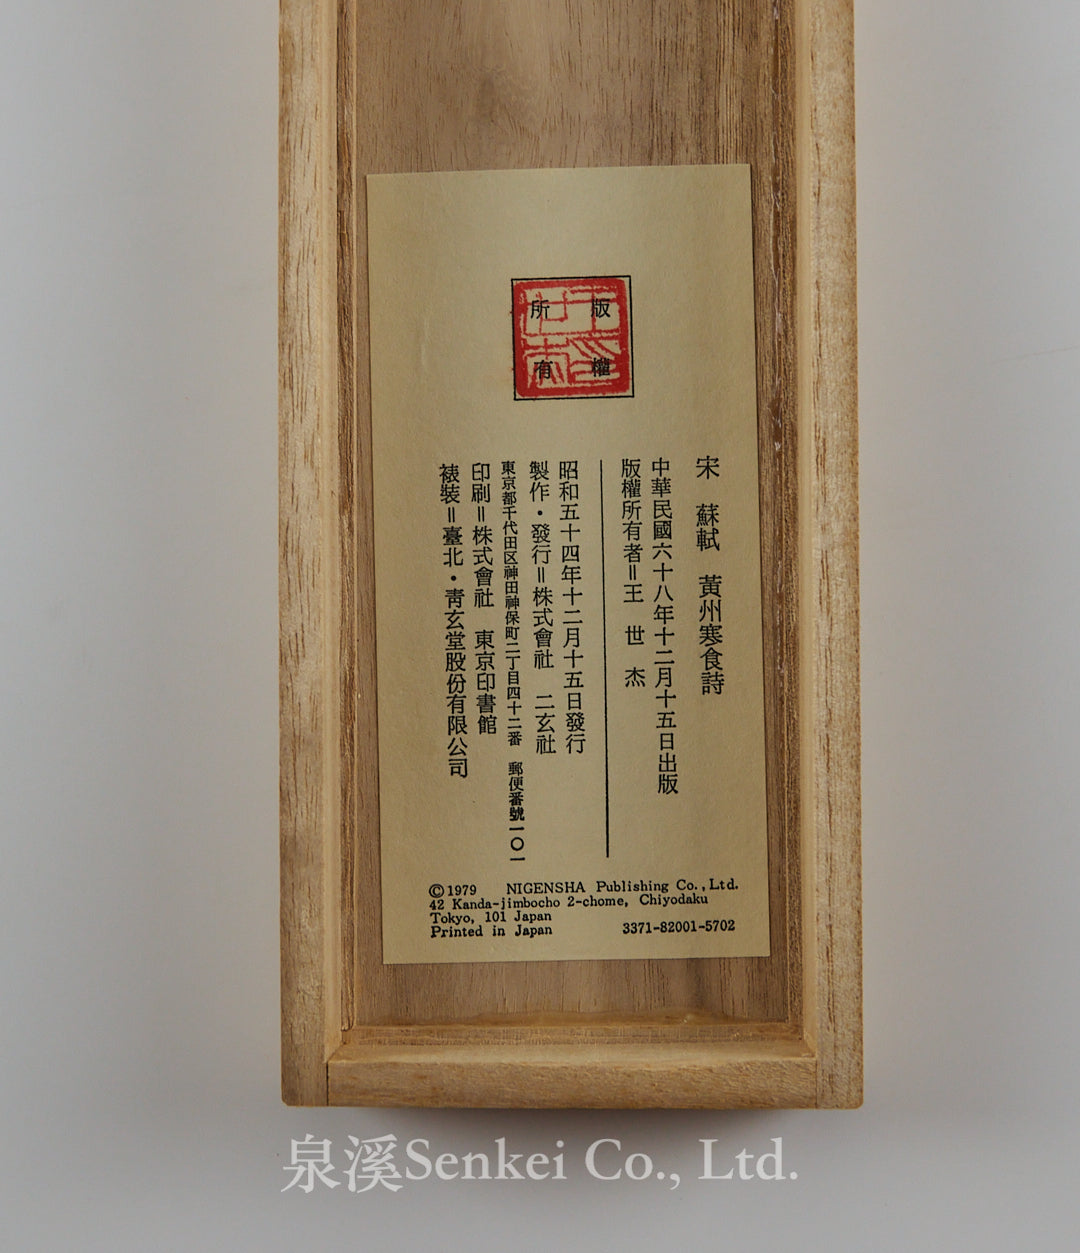 版權
所有
宋　蘇軾　黃州寒食詩
中華民國六十八年十二月十五日出版
版權所有者＝王　世　杰
昭和五十四年十二月十五日發行
製作・發行＝株式會社　二玄社
東京都千代田区神田神保町二丁目四十二番　郵便番號一〇一
印刷＝株式會社　東京印書館
裱裝＝臺北・靑玄堂股份有限公司
©1979　NIGENSHA Publishing Co., Ltd.
42 Kanda-jimbocho 2-chome, Chiyodaku
Tokyo, 101 Japan
Printed in Japan　3371-82001-5702
泉溪Senkei Co., Ltd.